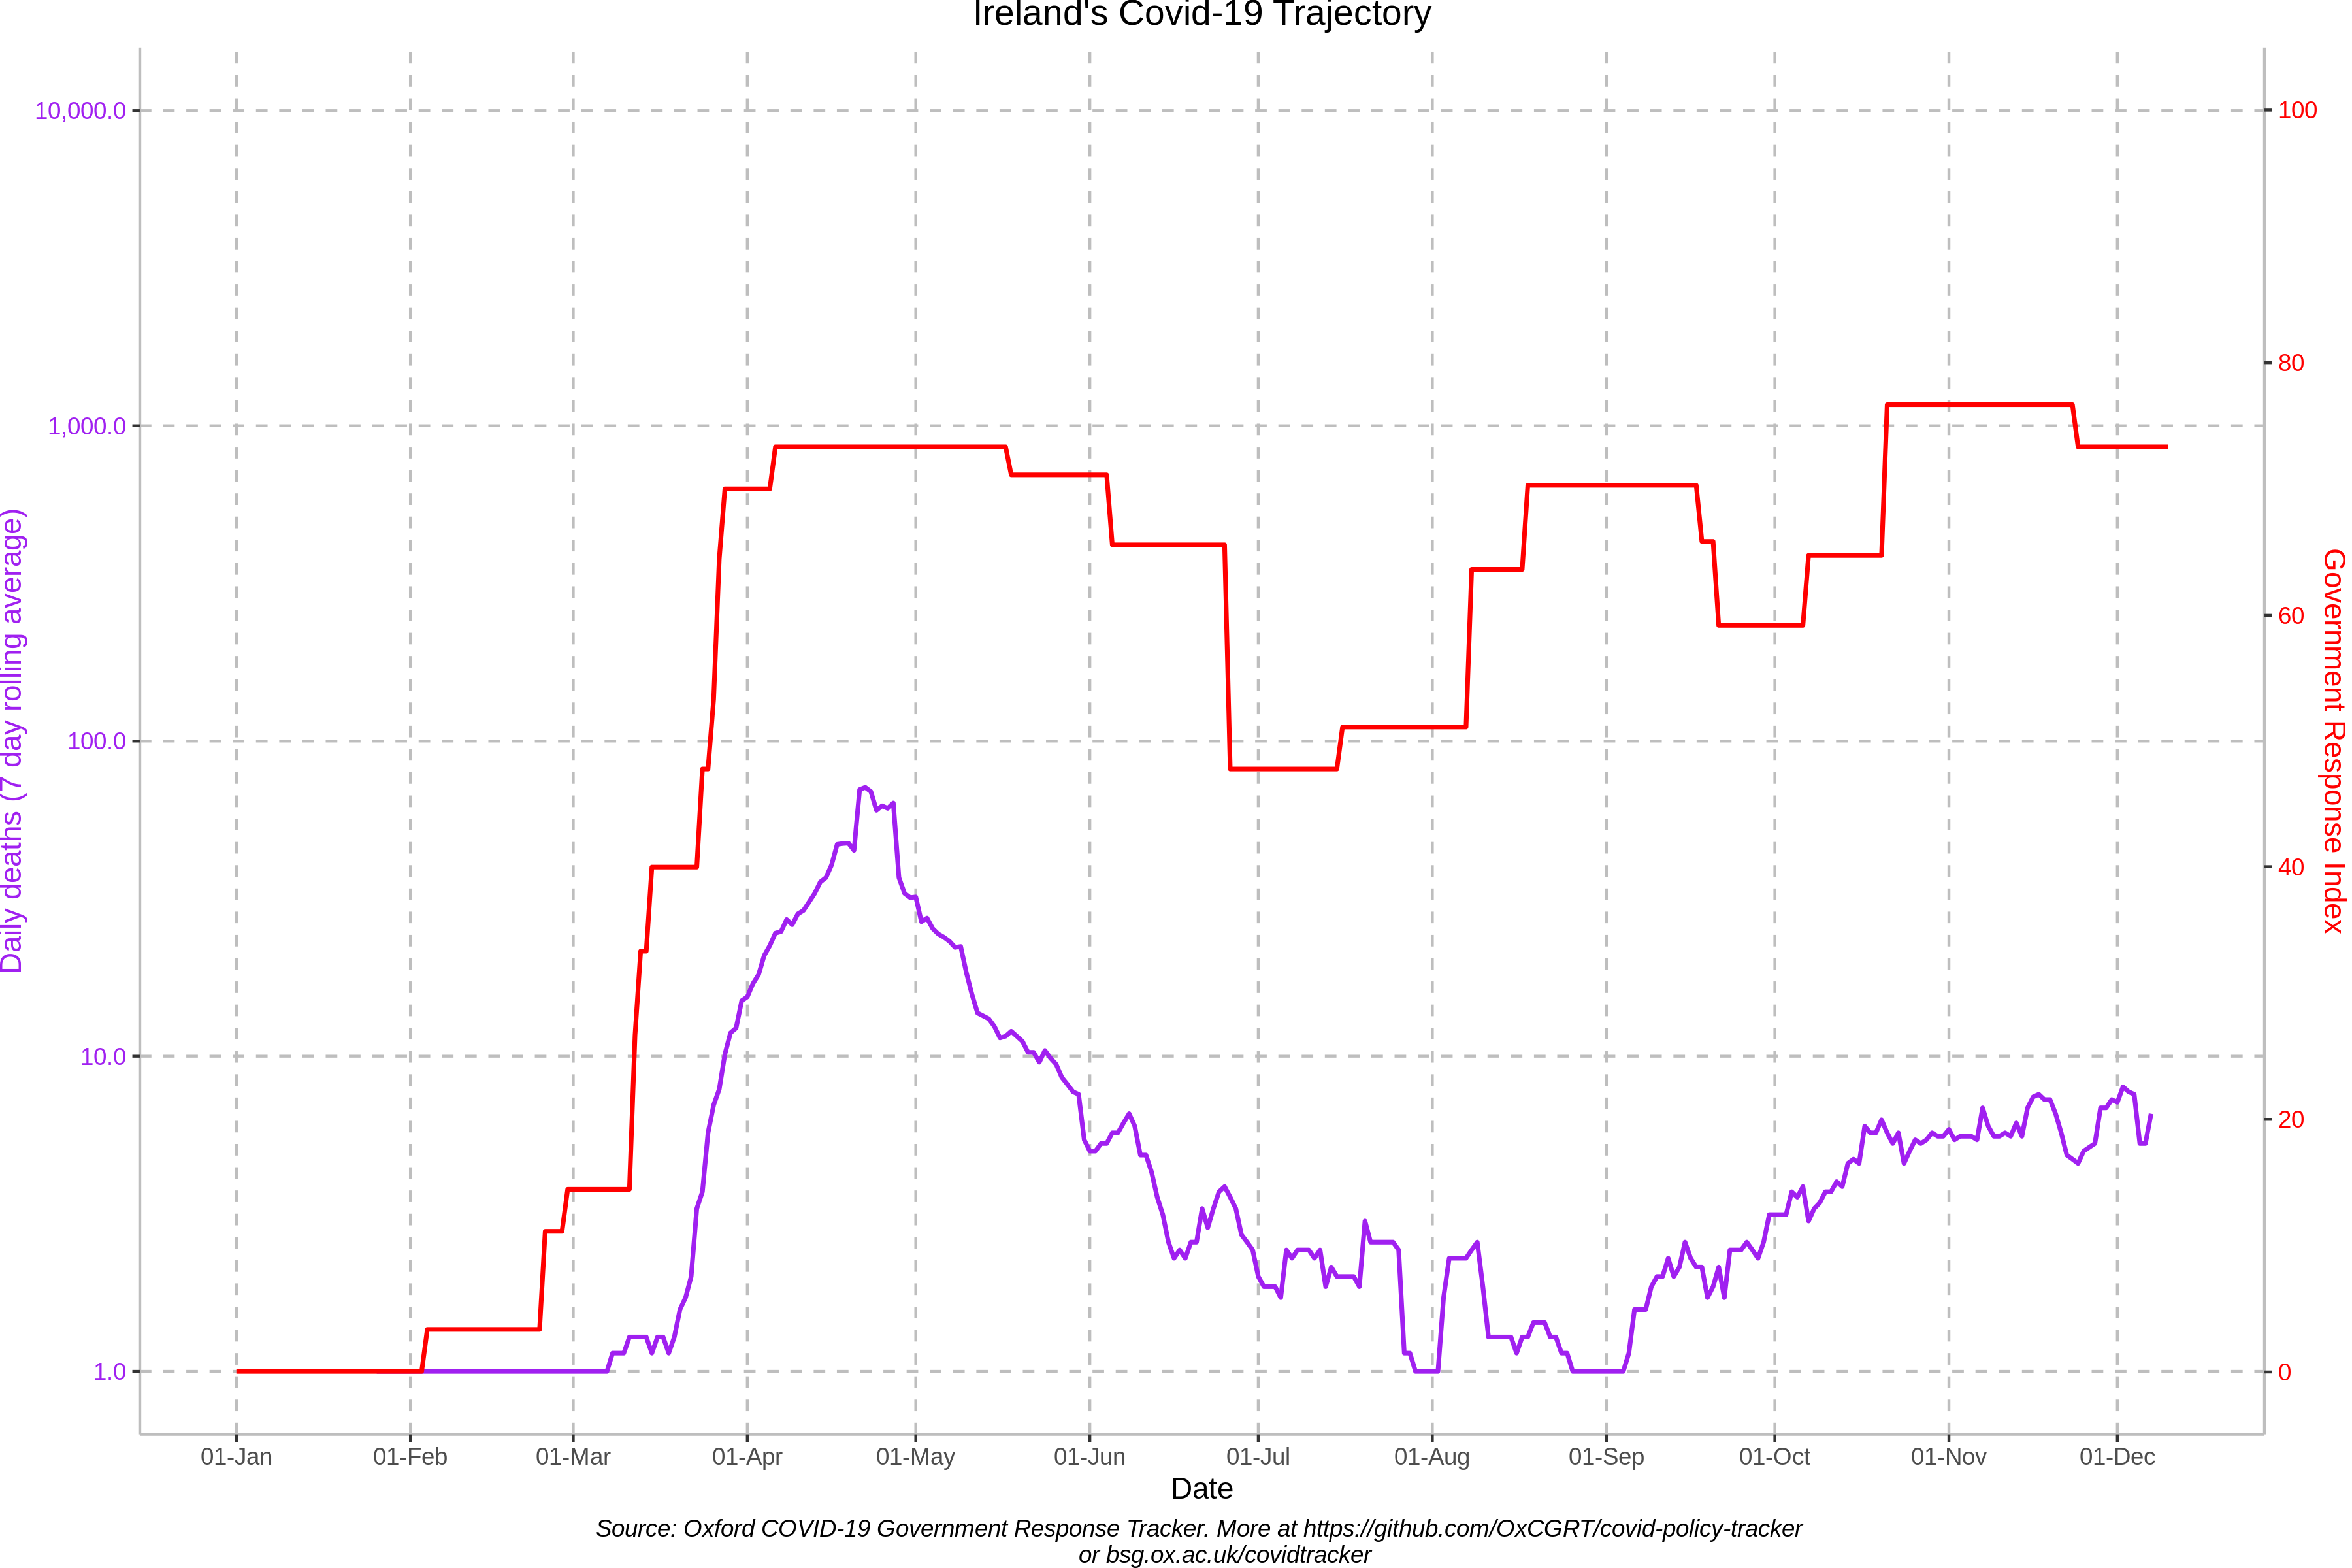 Ireland's Covid-19 Trajectory
10,000.0
1,000.0
100.0
10.0
1.0
Daily deaths (7 day rolling average)
100
80
60
40
20
0
Government Response Index
01-Jan
01-Feb
01-Mar
01-Apr
01-May
01-Jun
01-Jul
01-Aug
01-Sep
01-Oct
01-Nov
01-Dec
Date
Source: Oxford COVID-19 Government Response Tracker. More at https://github.com/OxCGRT/covid-policy-tracker
or bsg.ox.ac.uk/covidtracker